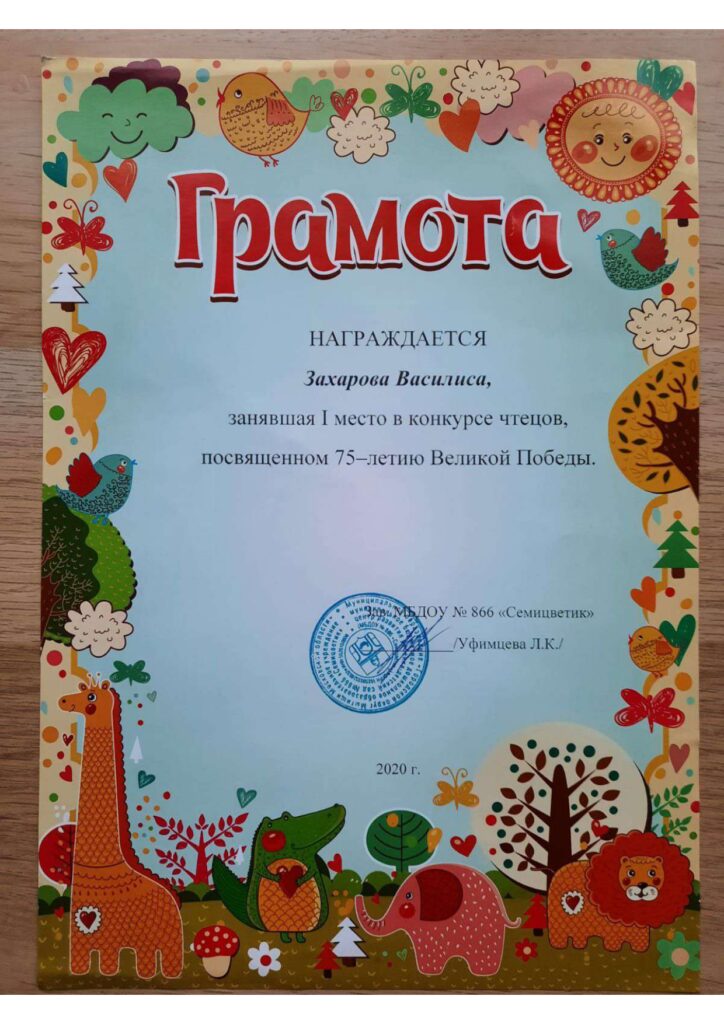 Грамота
НАГРАЖДАЕТСЯ
Захарова Василиса,
занявшая I место в конкурсе чтецов,
посвященном 75–летию Великой Победы.
Зав. МБДОУ № 866 «Семицветик»
/Уфимцева Л.К./
2020 г.